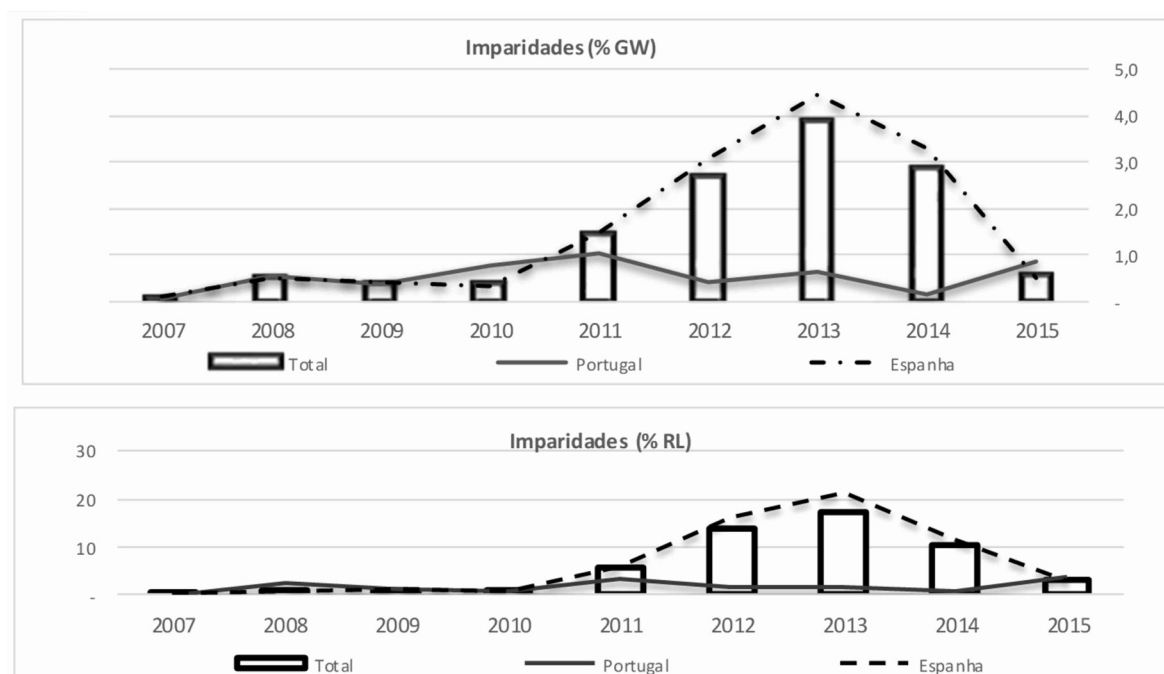 Imparidades (% GW)
5,0
4,0
3,0
2,0
1,0
-
2007 2008 2009 2010 2011 2012 2013 2014 2015
Total Portugal Espanha
Imparidades (% RL)
30
20
10
-
2007 2008 2009 2010 2011 2012 2013 2014 2015
Total Portugal Espanha